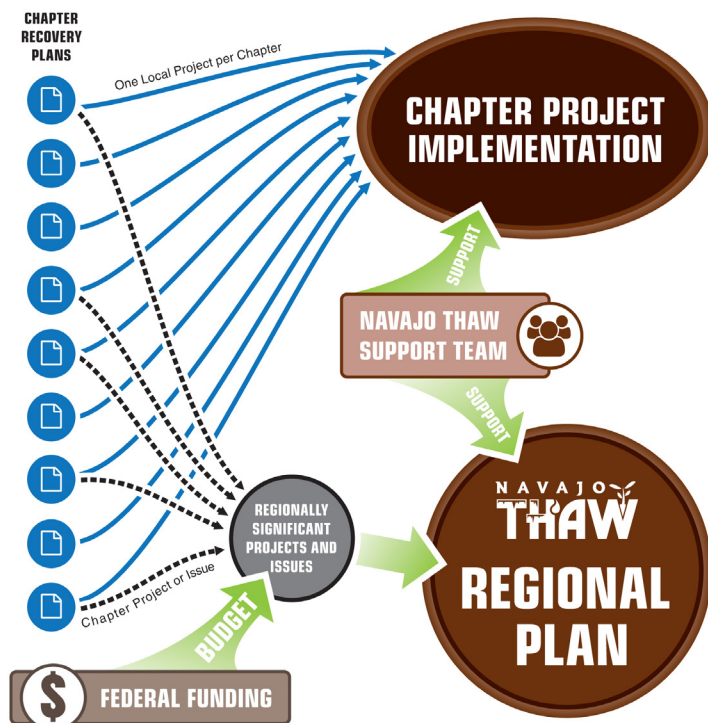 CHAPTER
RECOVERY
PLANS
One Local Project per Chapter
CHAPTER PROJECT
IMPLEMENTATION
SUPPORT
NAVAJO THAW
SUPPORT TEAM
SUPPORT
REGIONALLY
SIGNIFICANT
PROJECTS AND
ISSUES
NAVAJO
THAW
REGIONAL
PLAN
Chapter Project or Issue
BUDGET
$ FEDERAL FUNDING